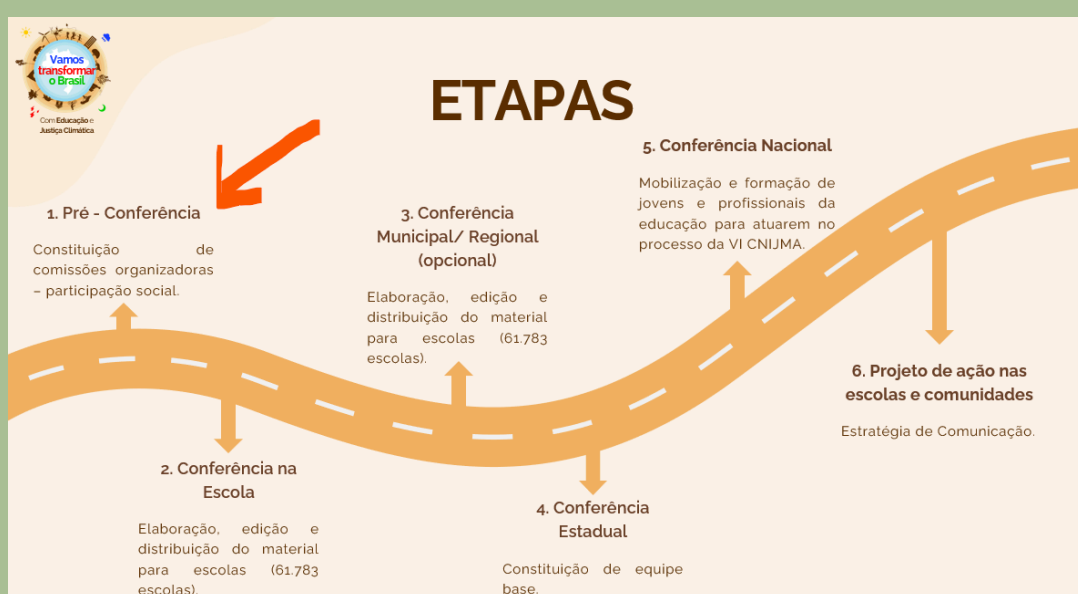 Vamos
transformar
o Brasil
Com Educação e
Justiça Climática
ETAPAS
1. Pré - Conferência
Constituição de
comissões organizadoras
– participação social.
2. Conferência na
Escola
Elaboração, edição e
distribuição do material
para escolas (61.783
escolas).
3. Conferência
Municipal/ Regional
(opcional)
Elaboração, edição e
distribuição do material
para escolas (61.783
escolas).
4. Conferência
Estadual
Constituição de equipe
base.
5. Conferência Nacional
Mobilização e formação de
jovens e profissionais da
educação para atuarem no
processo da VI CNIJMA.
6. Projeto de ação nas
escolas e comunidades
Estratégia de Comunicação.